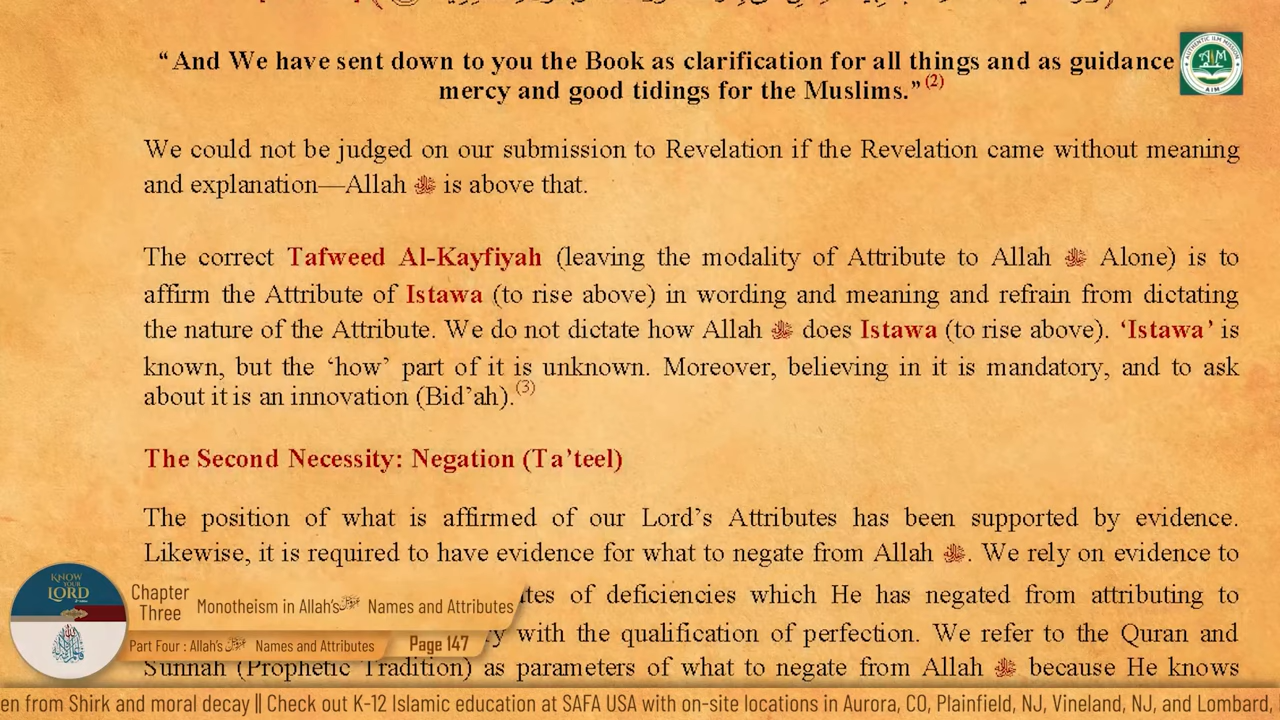 “And We have sent down to you the Book as clarification for all things and as guidance
mercy and good tidings for the Muslims.”(2)
We could not be judged on our submission to Revelation if the Revelation came without meaning
and explanation—Allah ﷻ is above that.
The correct Tafweed Al-Kayfiyah (leaving the modality of Attribute to Allah ﷻ Alone) is to
affirm the Attribute of Istawa (to rise above) in wording and meaning and refrain from dictating
the nature of the Attribute. We do not dictate how Allah ﷻ does Istawa (to rise above). ‘Istawa’ is
known, but the ‘how’ part of it is unknown. Moreover, believing in it is mandatory, and to ask
about it is an innovation (Bid’ah).(3)
The Second Necessity: Negation (Ta’teel)
The position of what is affirmed of our Lord’s Attributes has been supported by evidence.
Likewise, it is required to have evidence for what to negate from Allah ﷻ. We rely on evidence to
of deficiencies which He has negated from attributing to
with the qualification of perfection. We refer to the Quran and
Sunnah (Prophetic Tradition) as parameters of what to negate from Allah ﷻ because He knows
KNOW
YOUR
LORD
Chapter
Three
Monotheism in Allah’s ﷻ Names and Attributes
Part Four : Allah’s ﷻ Names and Attributes
Page 147
AUTHENTIC ILM MISSION
AIM
en from Shirk and moral decay || Check out K-12 Islamic education at SAFA USA with on-site locations in Aurora, CO, Plainfield, NJ, Vineland, NJ, and Lombard,